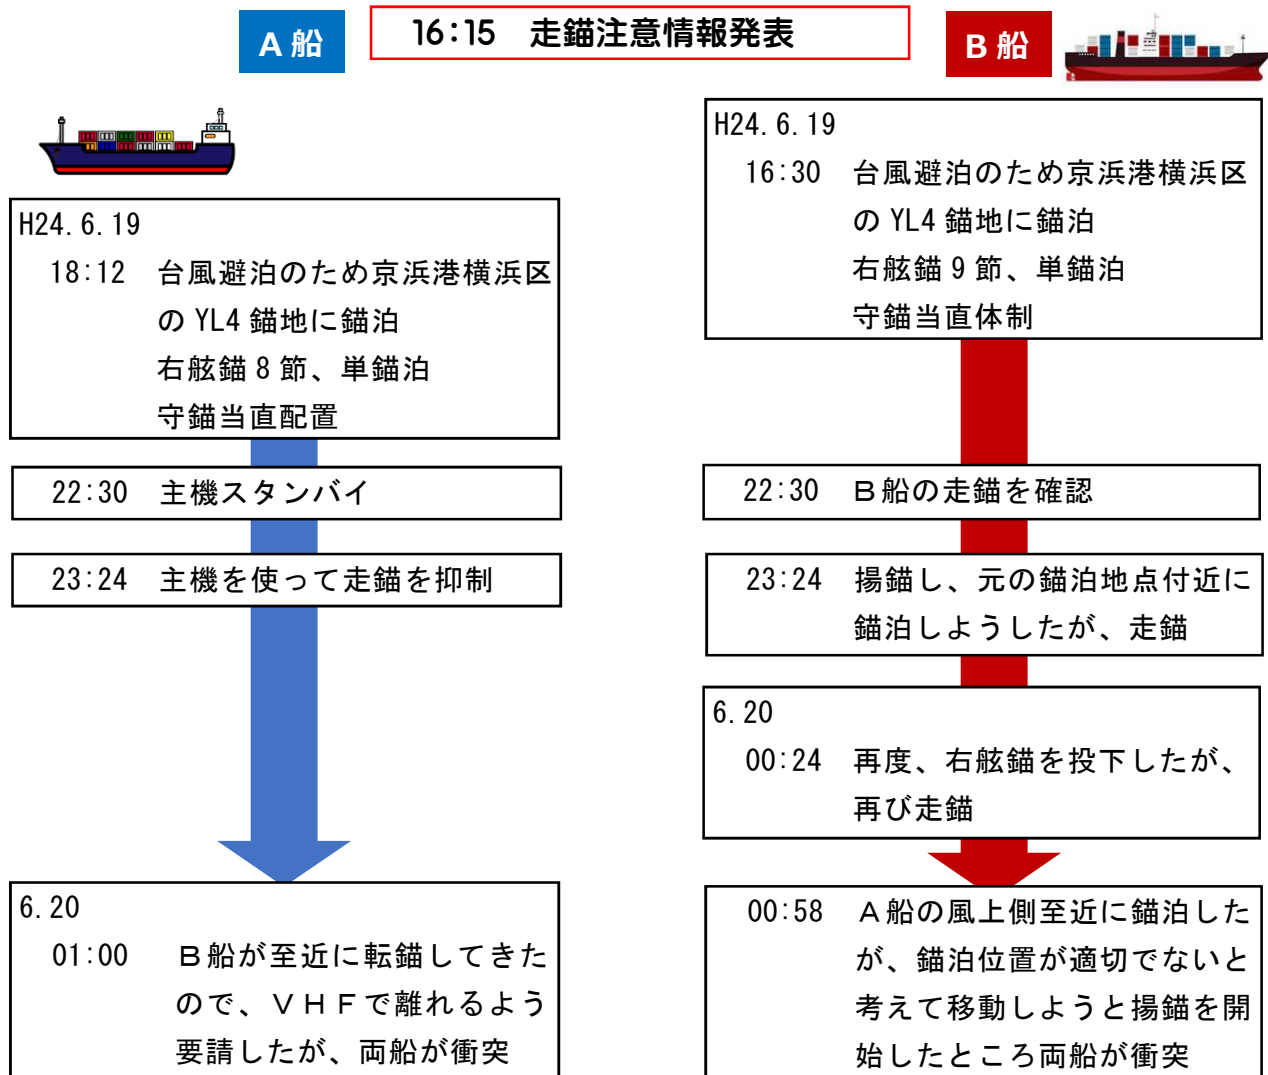 A 船
16:15 走錨注意情報発表
B 船
H24.6.19
18:12 台風避泊のため京浜港横浜区
の YL4 錨地に錨泊
右舷錨 8 節、単錨泊
守錨当直配置
22:30 主機スタンバイ
23:24 主機を使って走錨を抑制
6.20
01:00 B船が至近に転錨してきた
ので、VHFで離れるよう
要請したが、両船が衝突
H24.6.19
16:30 台風避泊のため京浜港横浜区
の YL4 錨地に錨泊
右舷錨 9 節、単錨泊
守錨当直体制
22:30 B船の走錨を確認
23:24 揚錨し、元の錨泊地点付近に
錨泊しようしたが、走錨
6.20
00:24 再度、右舷錨を投下したが、
再び走錨
00:58 A船の風上側至近に錨泊した
が、錨泊位置が適切でないと
考えて移動しようと揚錨を開
始したところ両船が衝突